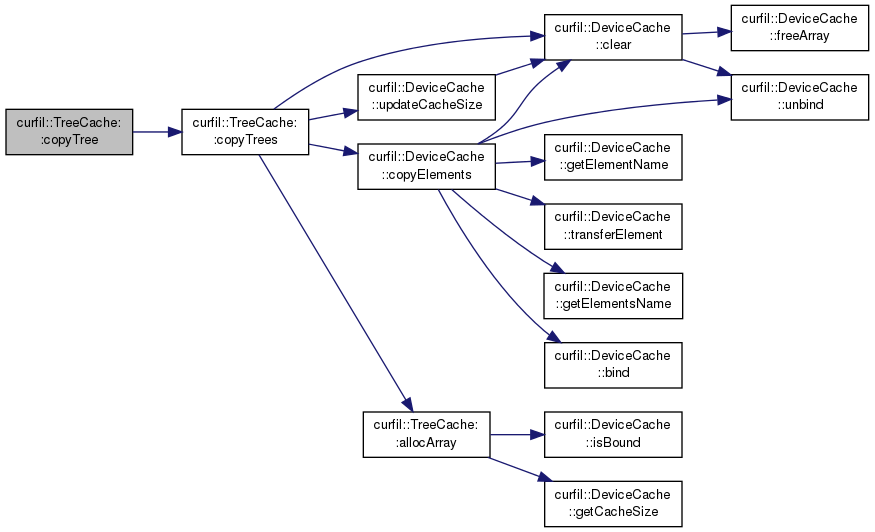 curfil::TreeCache:
:copyTree
curfil::TreeCache:
:copyTrees
curfil::DeviceCache
::updateCacheSize
curfil::DeviceCache
::copyElements
curfil::TreeCache:
:allocArray
curfil::DeviceCache
::clear
curfil::DeviceCache
::getElementName
curfil::DeviceCache
::transferElement
curfil::DeviceCache
::getElementsName
curfil::DeviceCache
::bind
curfil::DeviceCache
::isBound
curfil::DeviceCache
::getCacheSize
curfil::DeviceCache
::freeArray
curfil::DeviceCache
::unbind